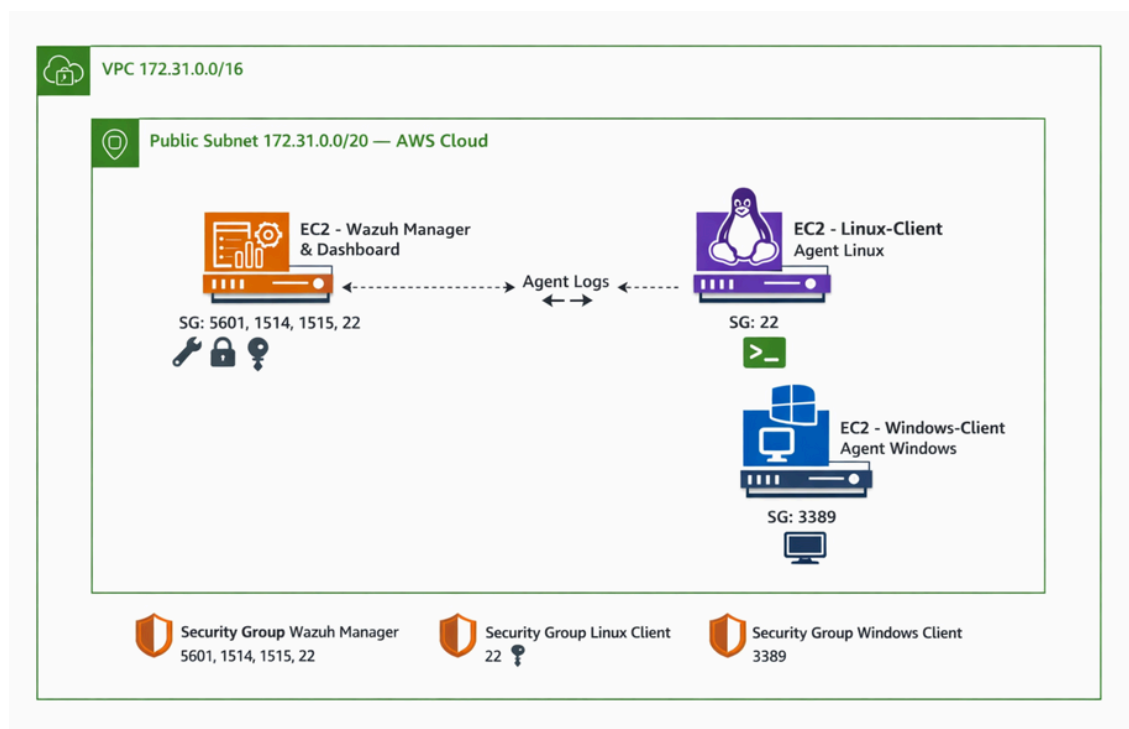 VPC 172.31.0.0/16
Public Subnet 172.31.0.0/20 — AWS Cloud
EC2 - Wazuh Manager
& Dashboard
SG: 5601, 1514, 1515, 22
Agent Logs
EC2 - Linux-Client
Agent Linux
SG: 22
>_
EC2 - Windows-Client
Agent Windows
SG: 3389
Security Group Wazuh Manager
5601, 1514, 1515, 22
Security Group Linux Client
22
Security Group Windows Client
3389